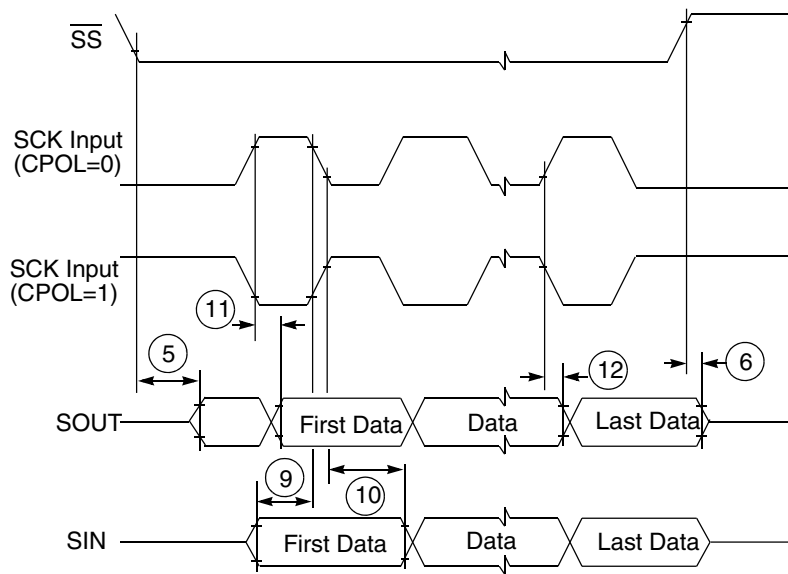 SS
SCK Input
(CPOL=0)
SCK Input
(CPOL=1)
11
5
12
6
SOUT
First Data
Data
Last Data
9
10
SIN
First Data
Data
Last Data